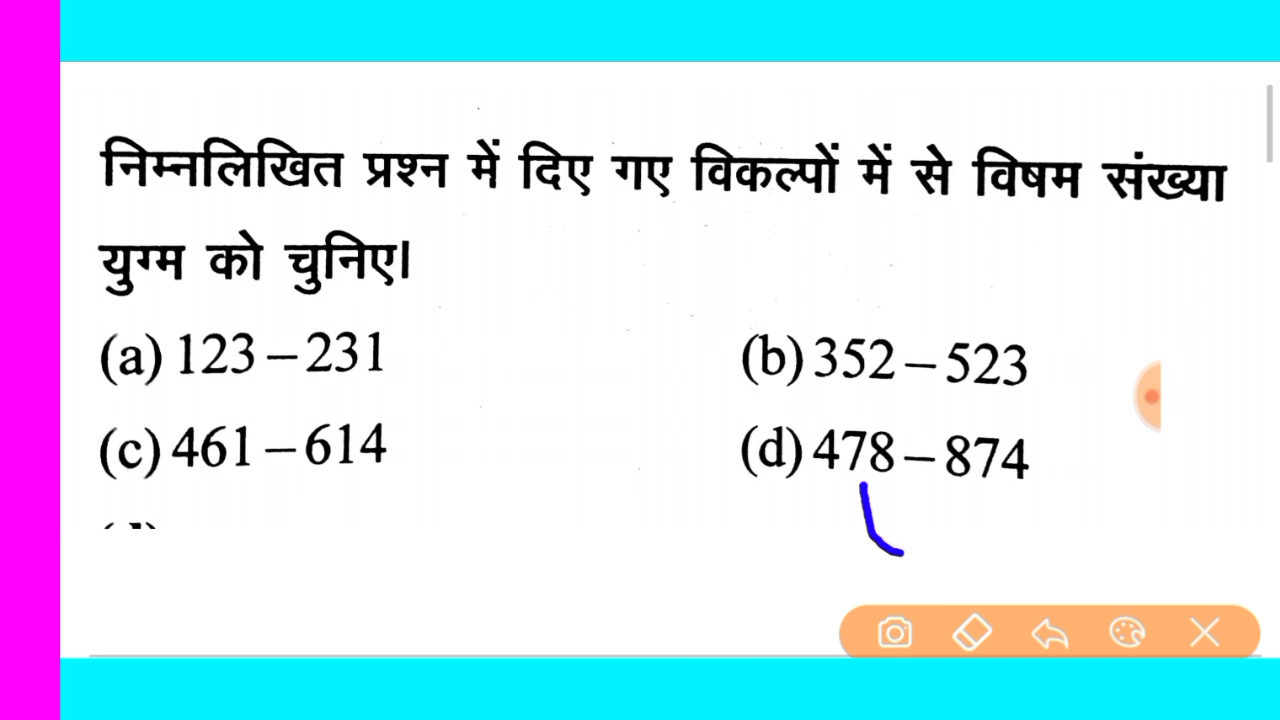 निम्नलिखित प्रश्न में दिए गए विकल्पों में से विषम संख्या
युग्म को चुनिए।
(a) 123 – 231 (b) 352 – 523
(c) 461 – 614 (d) 478 – 874